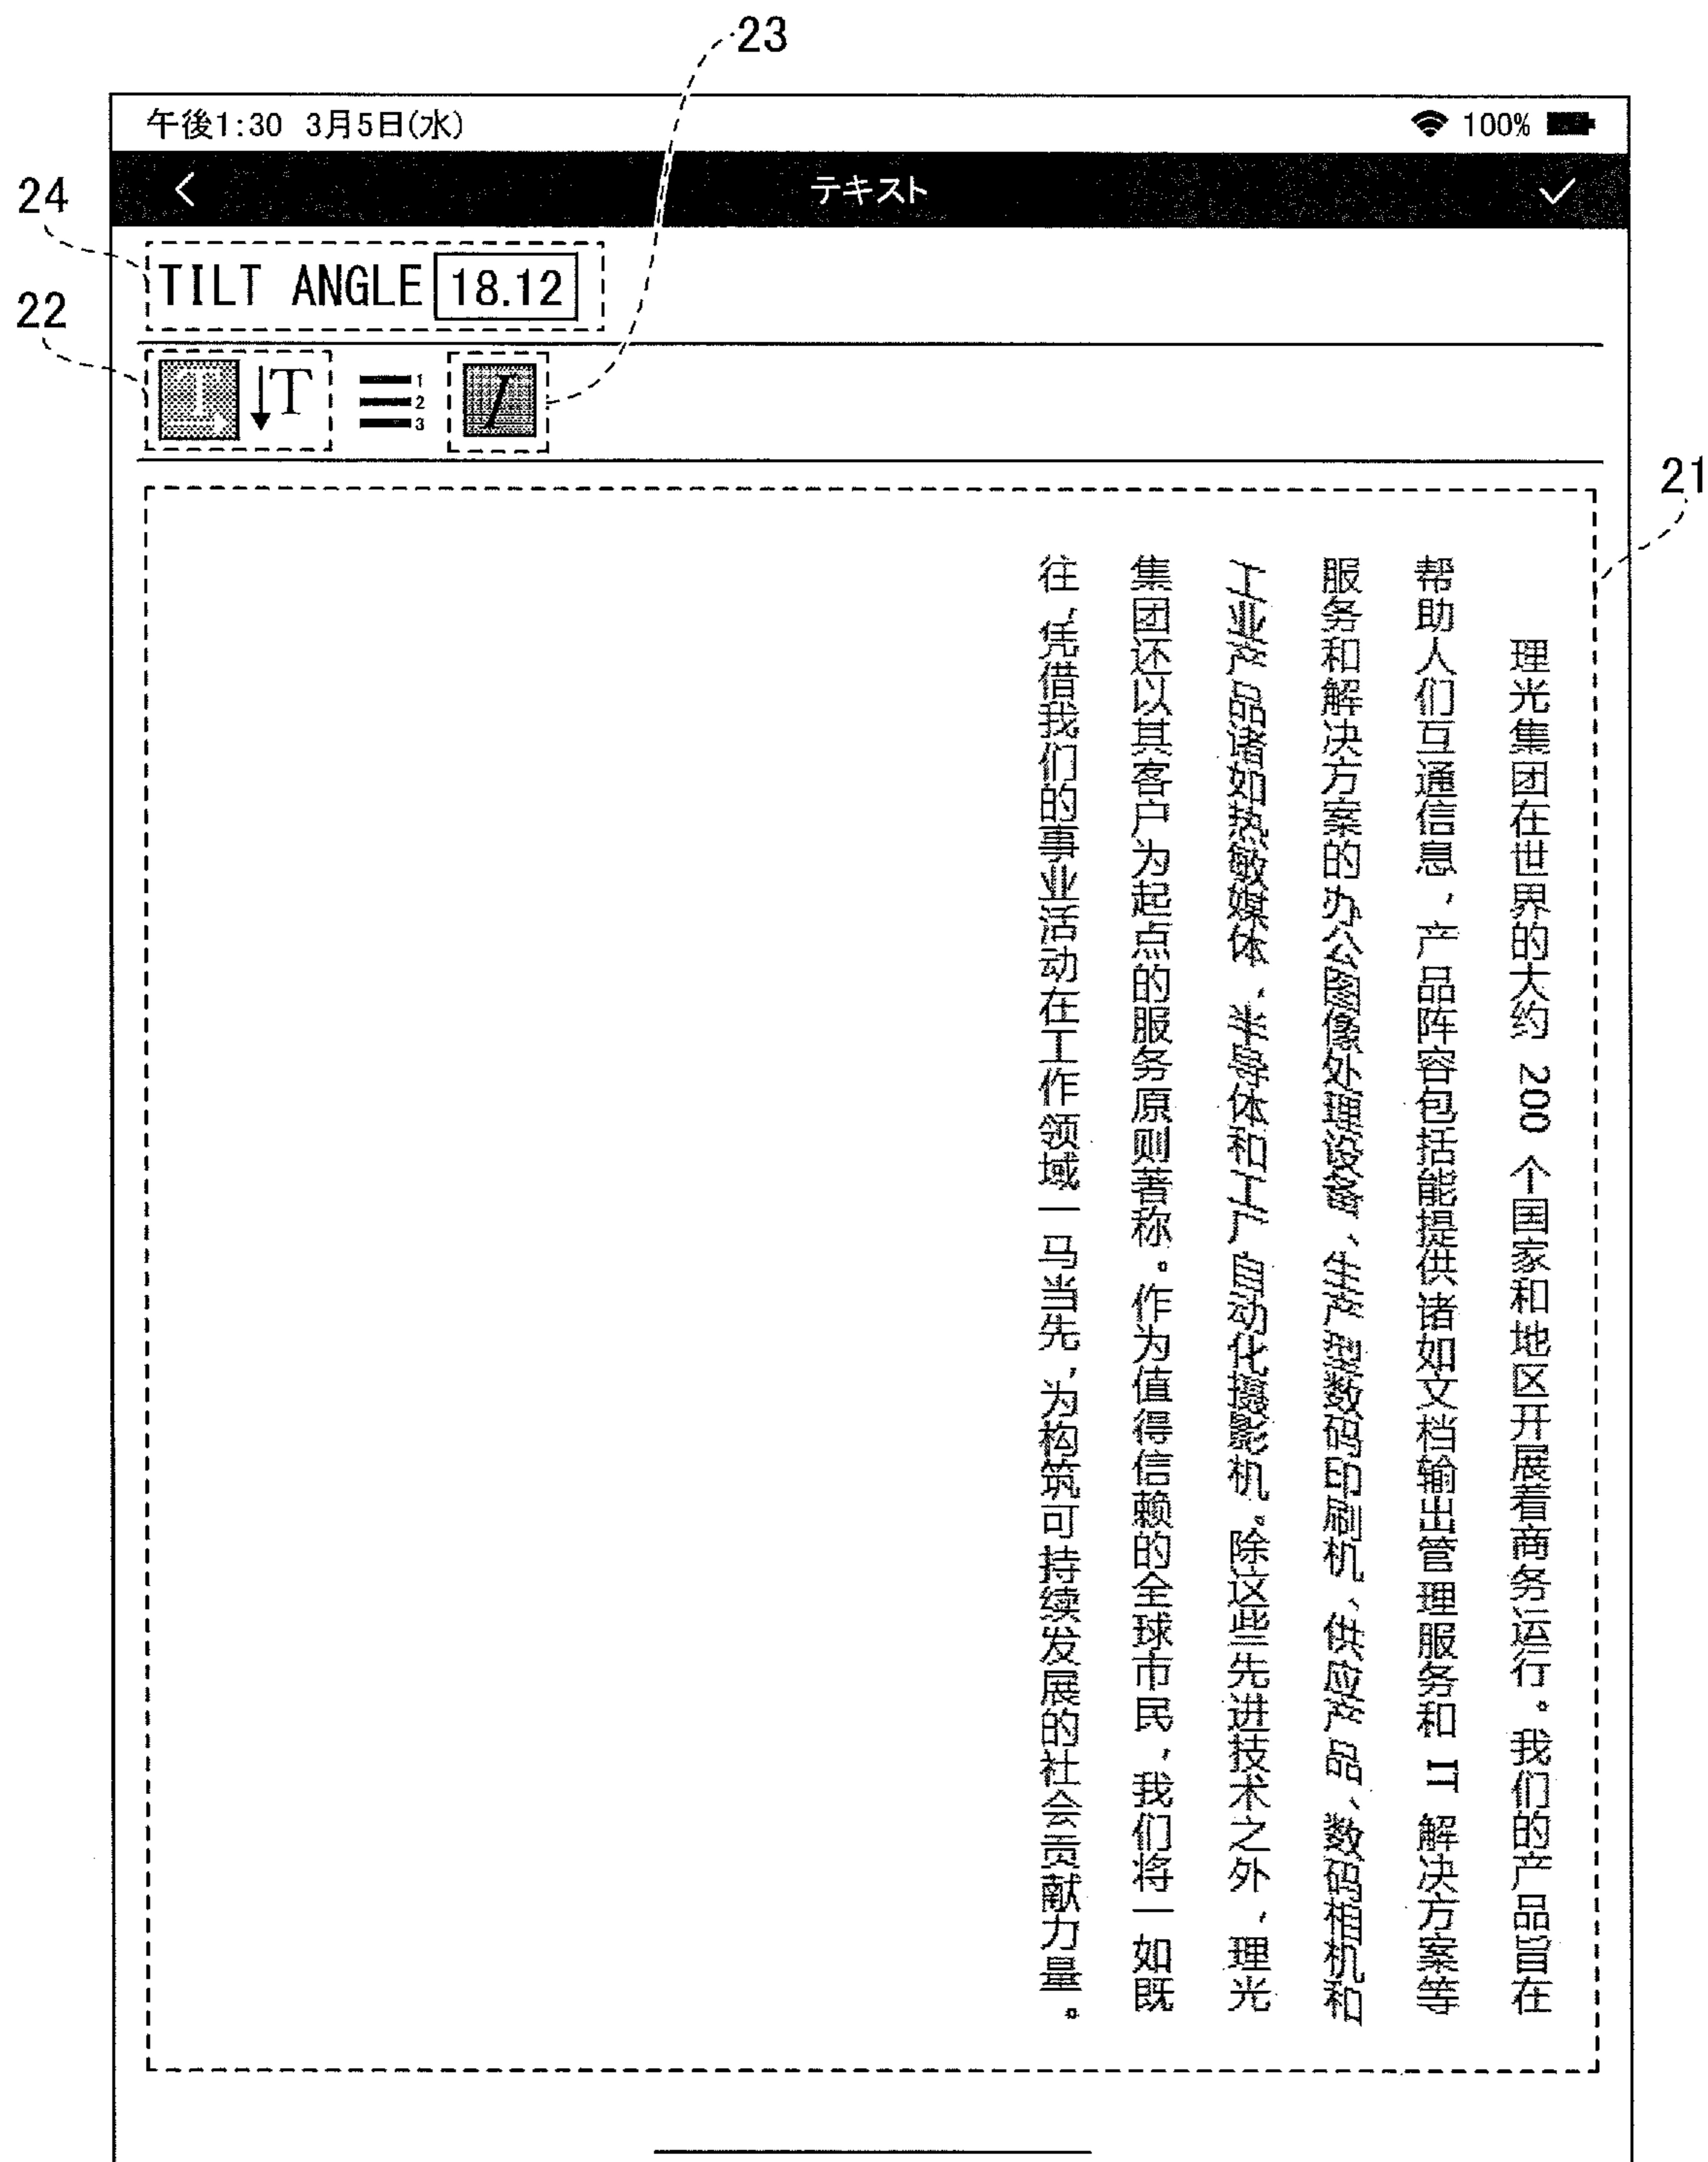 23
午後1:30 3月5日(水)
100%
24
テキスト
TILT ANGLE 18.12
22
T ↓T
1
2
3
I
21
理光集团在世界的大约 200 个国家和地区开展着商务运行。我们的产品旨在
帮助人们互通信息，产品阵容包括能提供诸如文档输出管理服务和 IT 解决方案等
服务和解决方案的办公图像处理设备、生产型数码印刷机、供应产品、数码相机和
工业产品诸如热敏媒体、半导体和工厂自动化摄影机。除这些先进技术之外，理光
集团还以其客户为起点的服务原则著称。作为值得信赖的全球市民，我们将一如既
往，凭借我们的事业活动在工作领域一马当先，为构筑可持续发展的社会贡献力量。